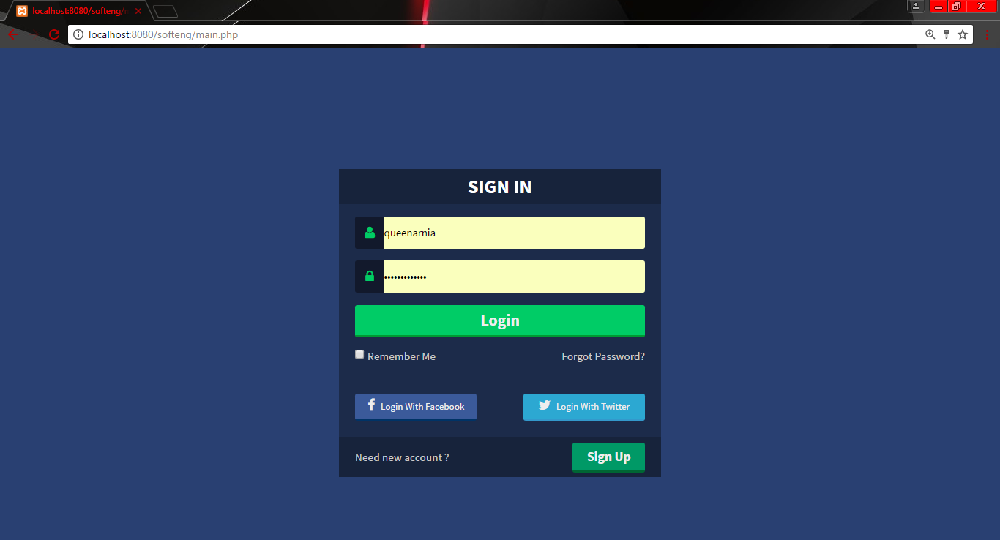 localhost:8080/softeng/
localhost:8080/softeng/main.php
SIGN IN
queenarnia
•••••••••••••
Login
Remember Me Forgot Password?
Login With Facebook Login With Twitter
Need new account ? Sign Up